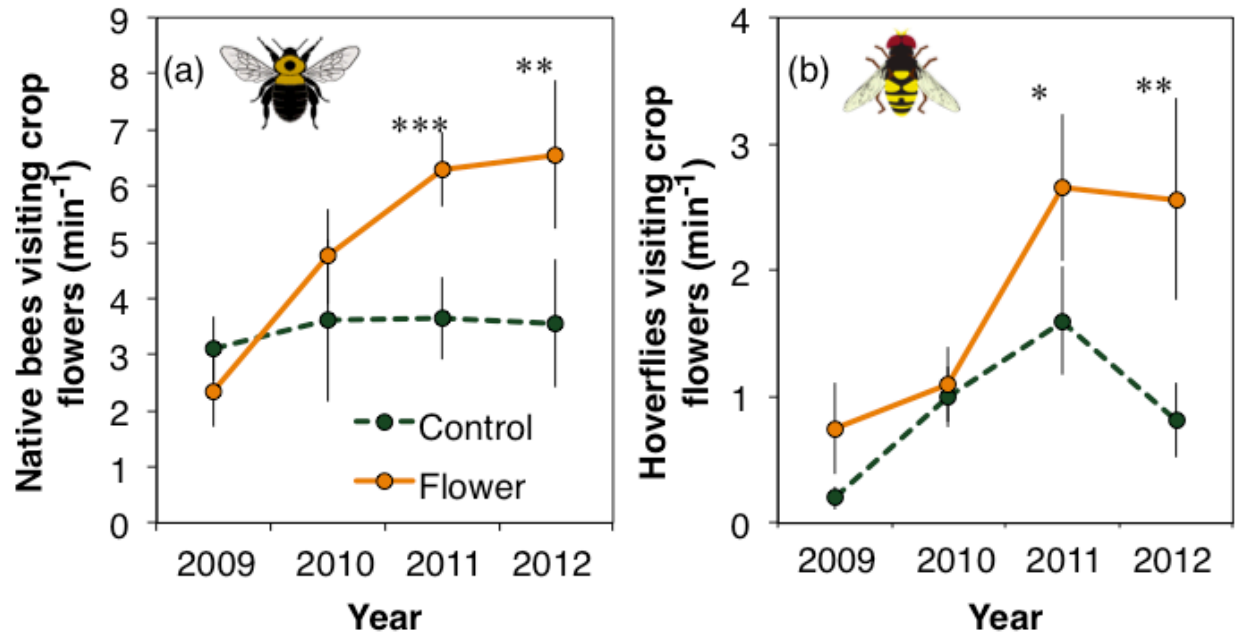 Native bees visiting crop
flowers (min-1)
9
8
7
6
5
4
3
2
1
0
(a)
***
**
Control
Flower
2009 2010 2011 2012
Year
Hoverflies visiting crop
flowers (min-1)
4
3
2
1
0
(b)
*
**
2009 2010 2011 2012
Year